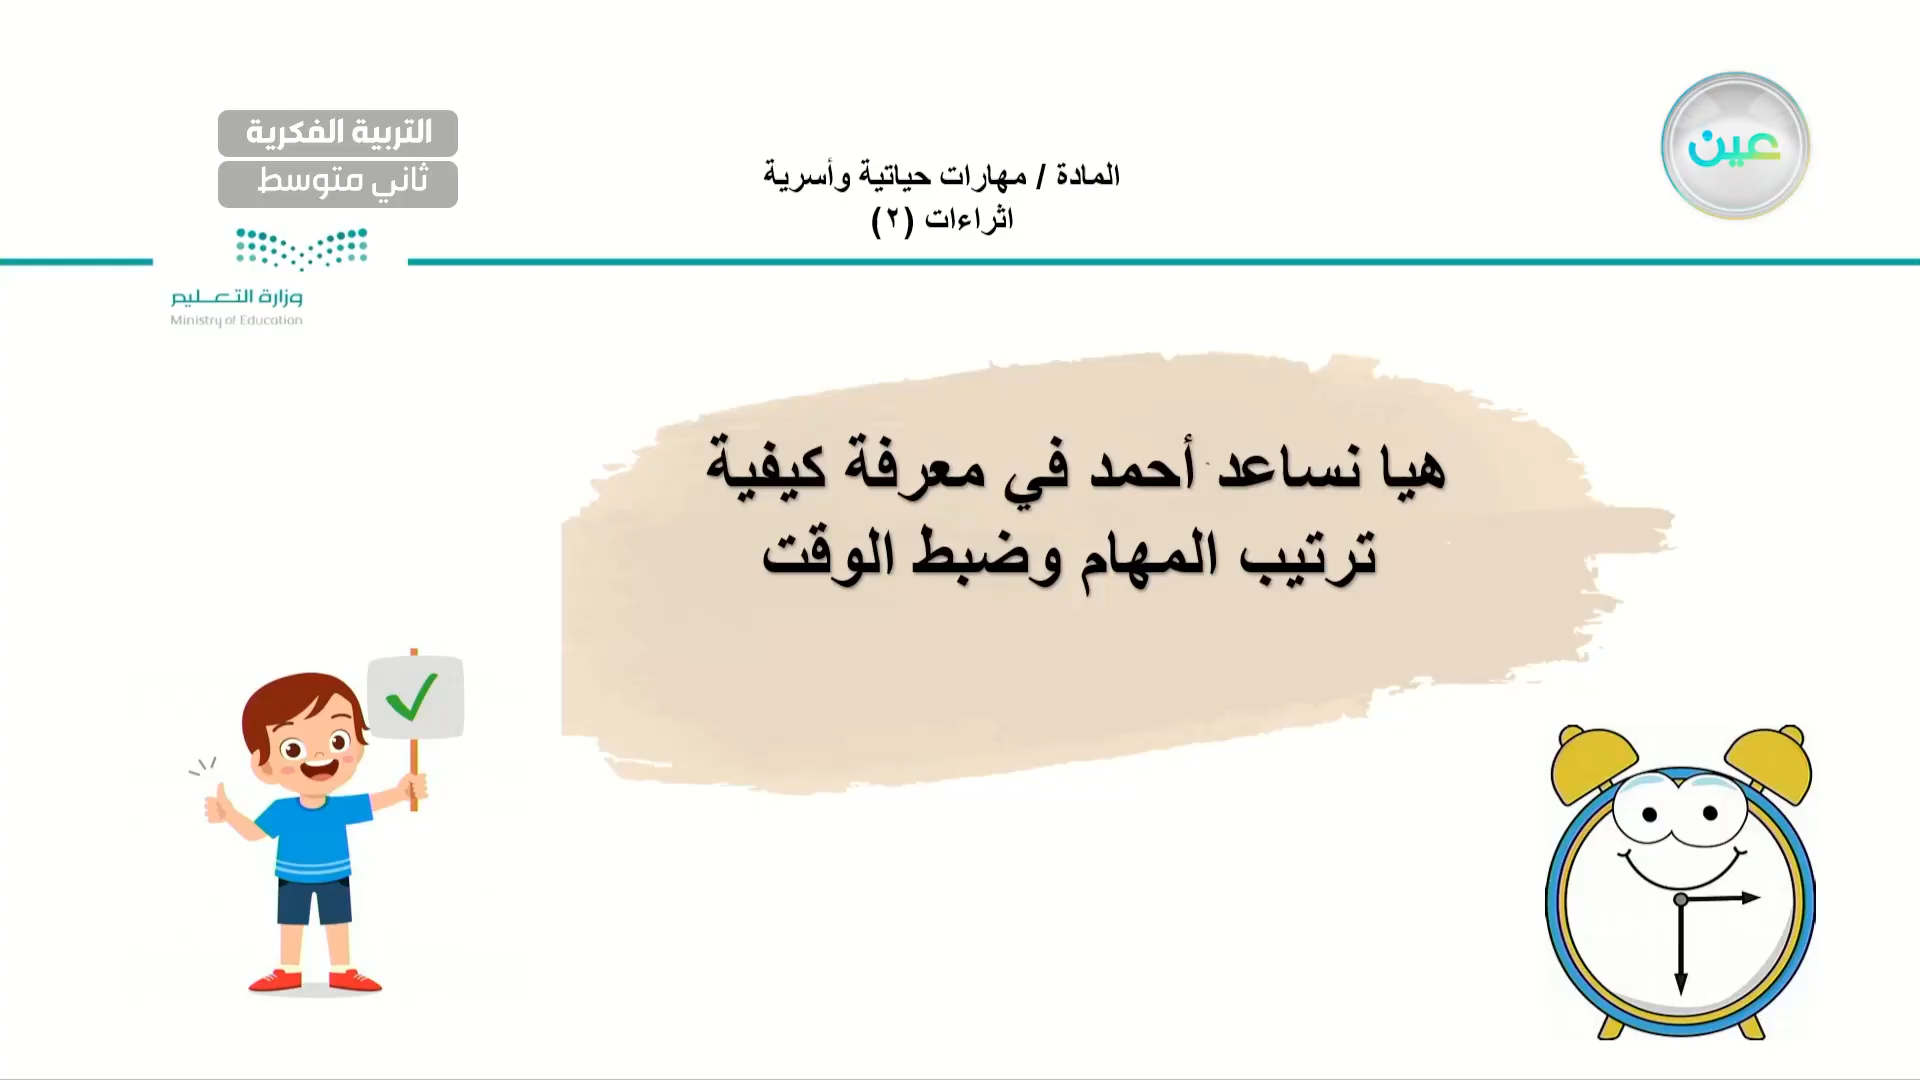 التربية الفكرية
ثاني متوسط
عين
المادة / مهارات حياتية وأسرية
اثراءات (٢)
وزارة التعليم
Ministry of Education
هيا نساعد أحمد في معرفة كيفية
ترتيب المهام وضبط الوقت